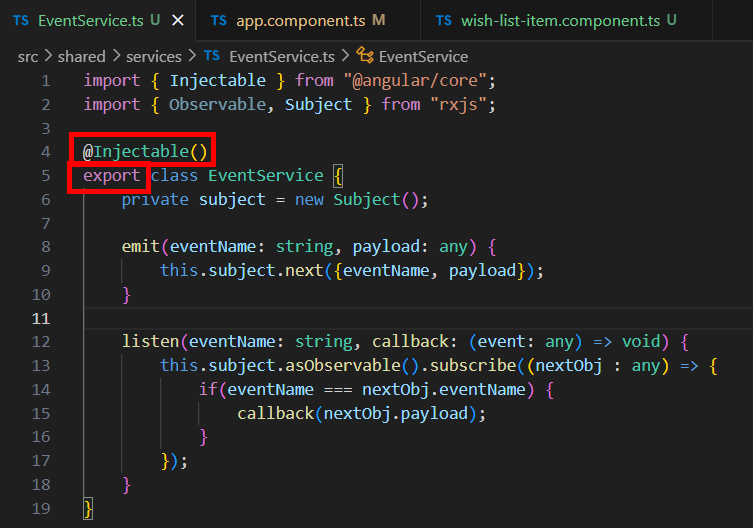 TS EventService.ts U × TS app.component.ts M TS wish-list-item.component.ts U
src > shared > services > TS EventService.ts > EventService
1 import { Injectable } from "@angular/core";
2 import { Observable, Subject } from "rxjs";
3
4 @Injectable()
5 export class EventService {
6     private subject = new Subject();
7
8     emit(eventName: string, payload: any) {
9         this.subject.next({eventName, payload});
10     }
11
12     listen(eventName: string, callback: (event: any) => void) {
13         this.subject.asObservable().subscribe((nextObj : any) => {
14             if(eventName === nextObj.eventName) {
15                 callback(nextObj.payload);
16             }
17         });
18     }
19 }